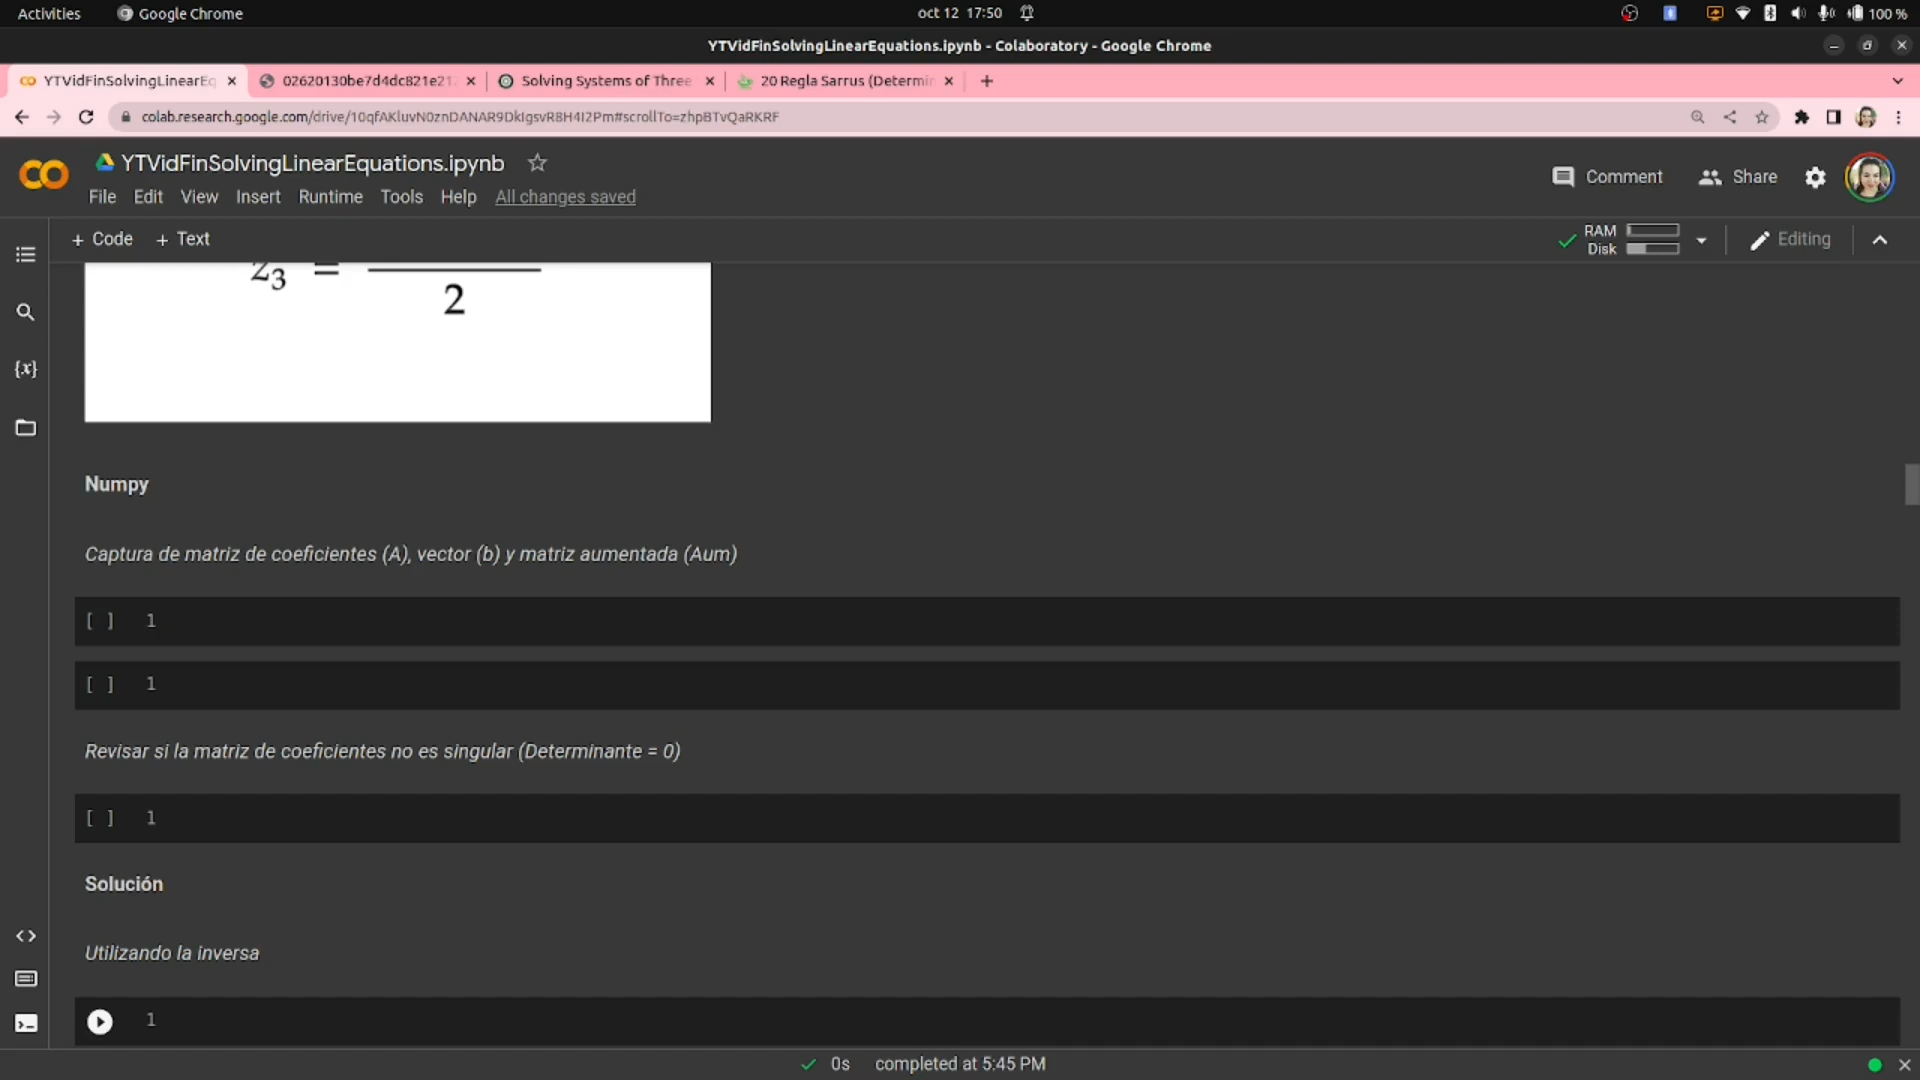 Activities Google Chrome oct 12 17:50 100 %
YTVidFinSolvingLinearEquations.ipynb - Colaboratory - Google Chrome
YTVidFinSolvingLinearEq 02620130be7d4dc821e21 Solving Systems of Three 20 Regla Sarrus (Determin
colab.research.google.com/drive/10qfAKluvN0znDANAR9DkIgsvR8H4I2Pm#scrollTo=zhpBTvQaRKRF
YTVidFinSolvingLinearEquations.ipynb
Comment Share
File Edit View Insert Runtime Tools Help All changes saved
+ Code + Text RAM Disk Editing
z3 =
2
Numpy
Captura de matriz de coeficientes (A), vector (b) y matriz aumentada (Aum)
[ ] 1
[ ] 1
Revisar si la matriz de coeficientes no es singular (Determinante = 0)
[ ] 1
Solución
Utilizando la inversa
1
0s completed at 5:45 PM